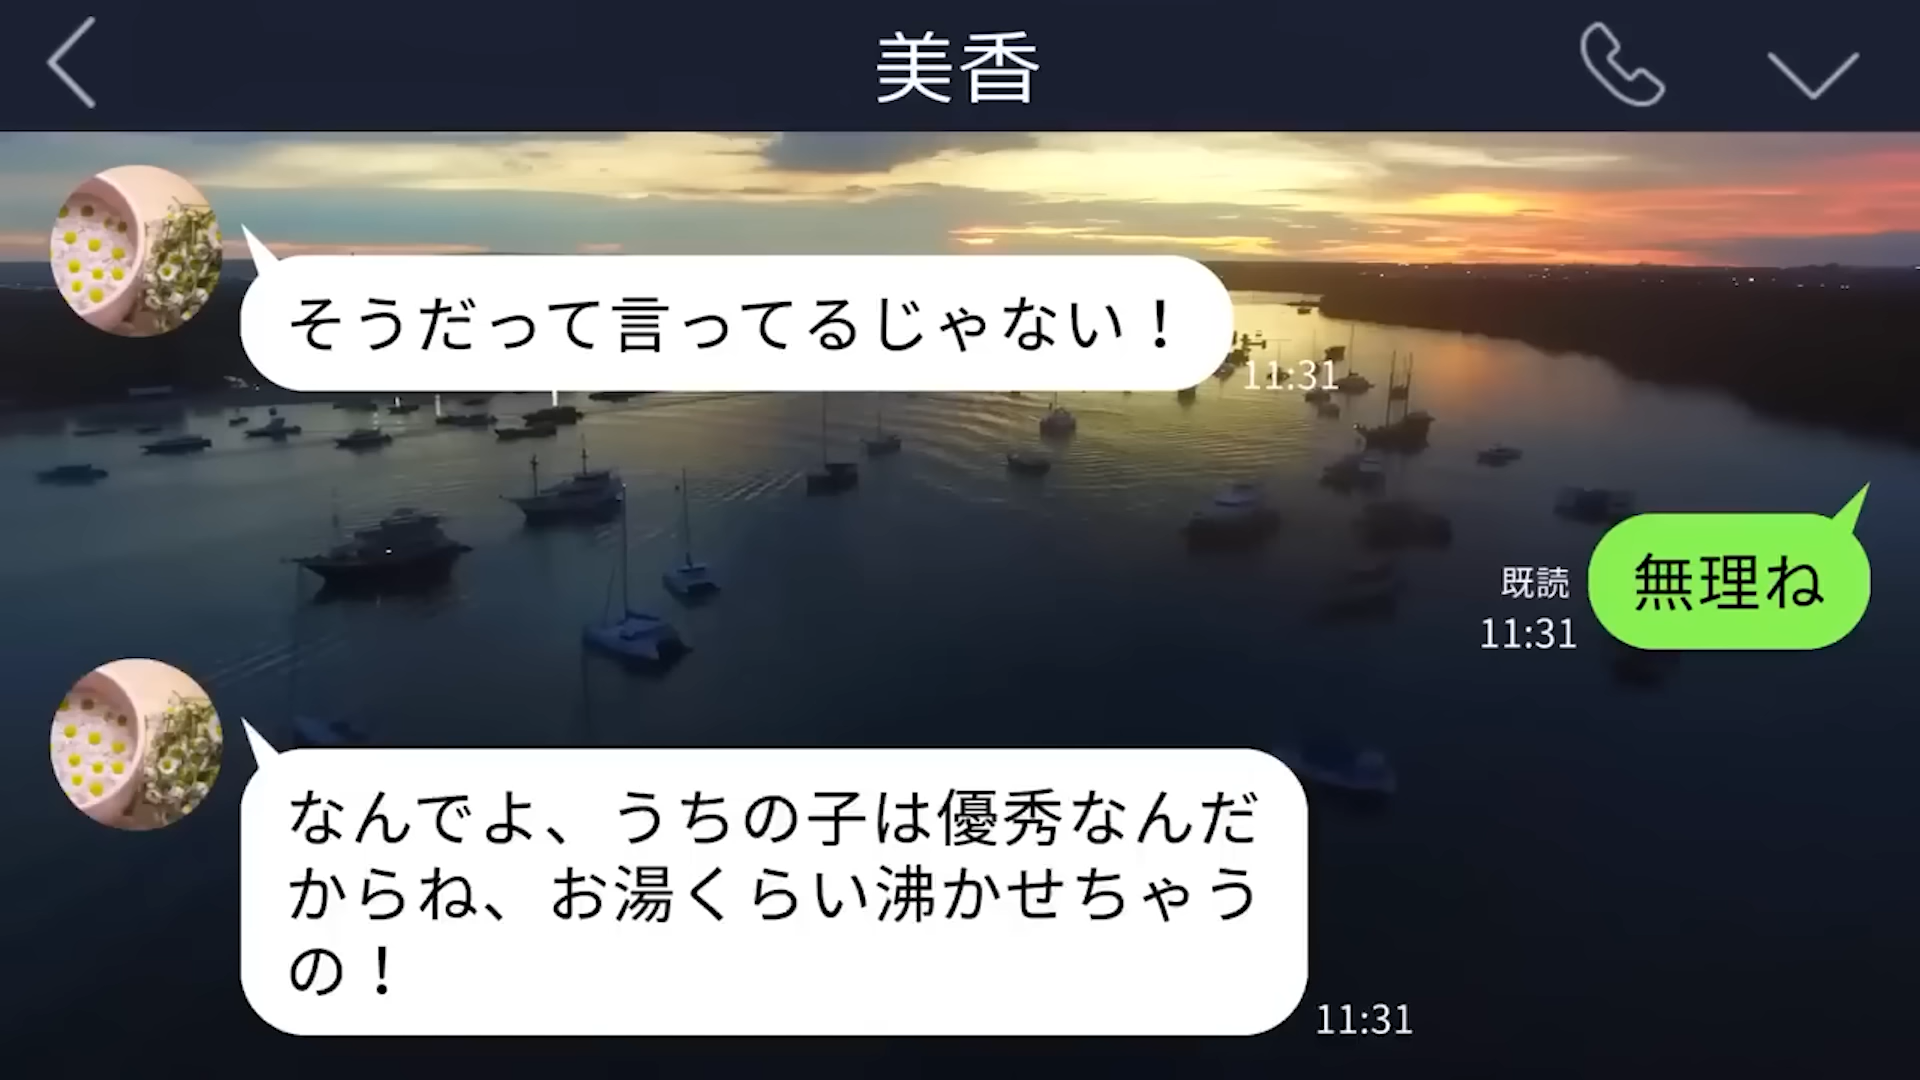 美香
そうだって言ってるじゃない！
11:31
無理ね
既読
11:31
なんでよ、うちの子は優秀なんだ
からね、お湯くらい沸かせちゃう
の！
11:31